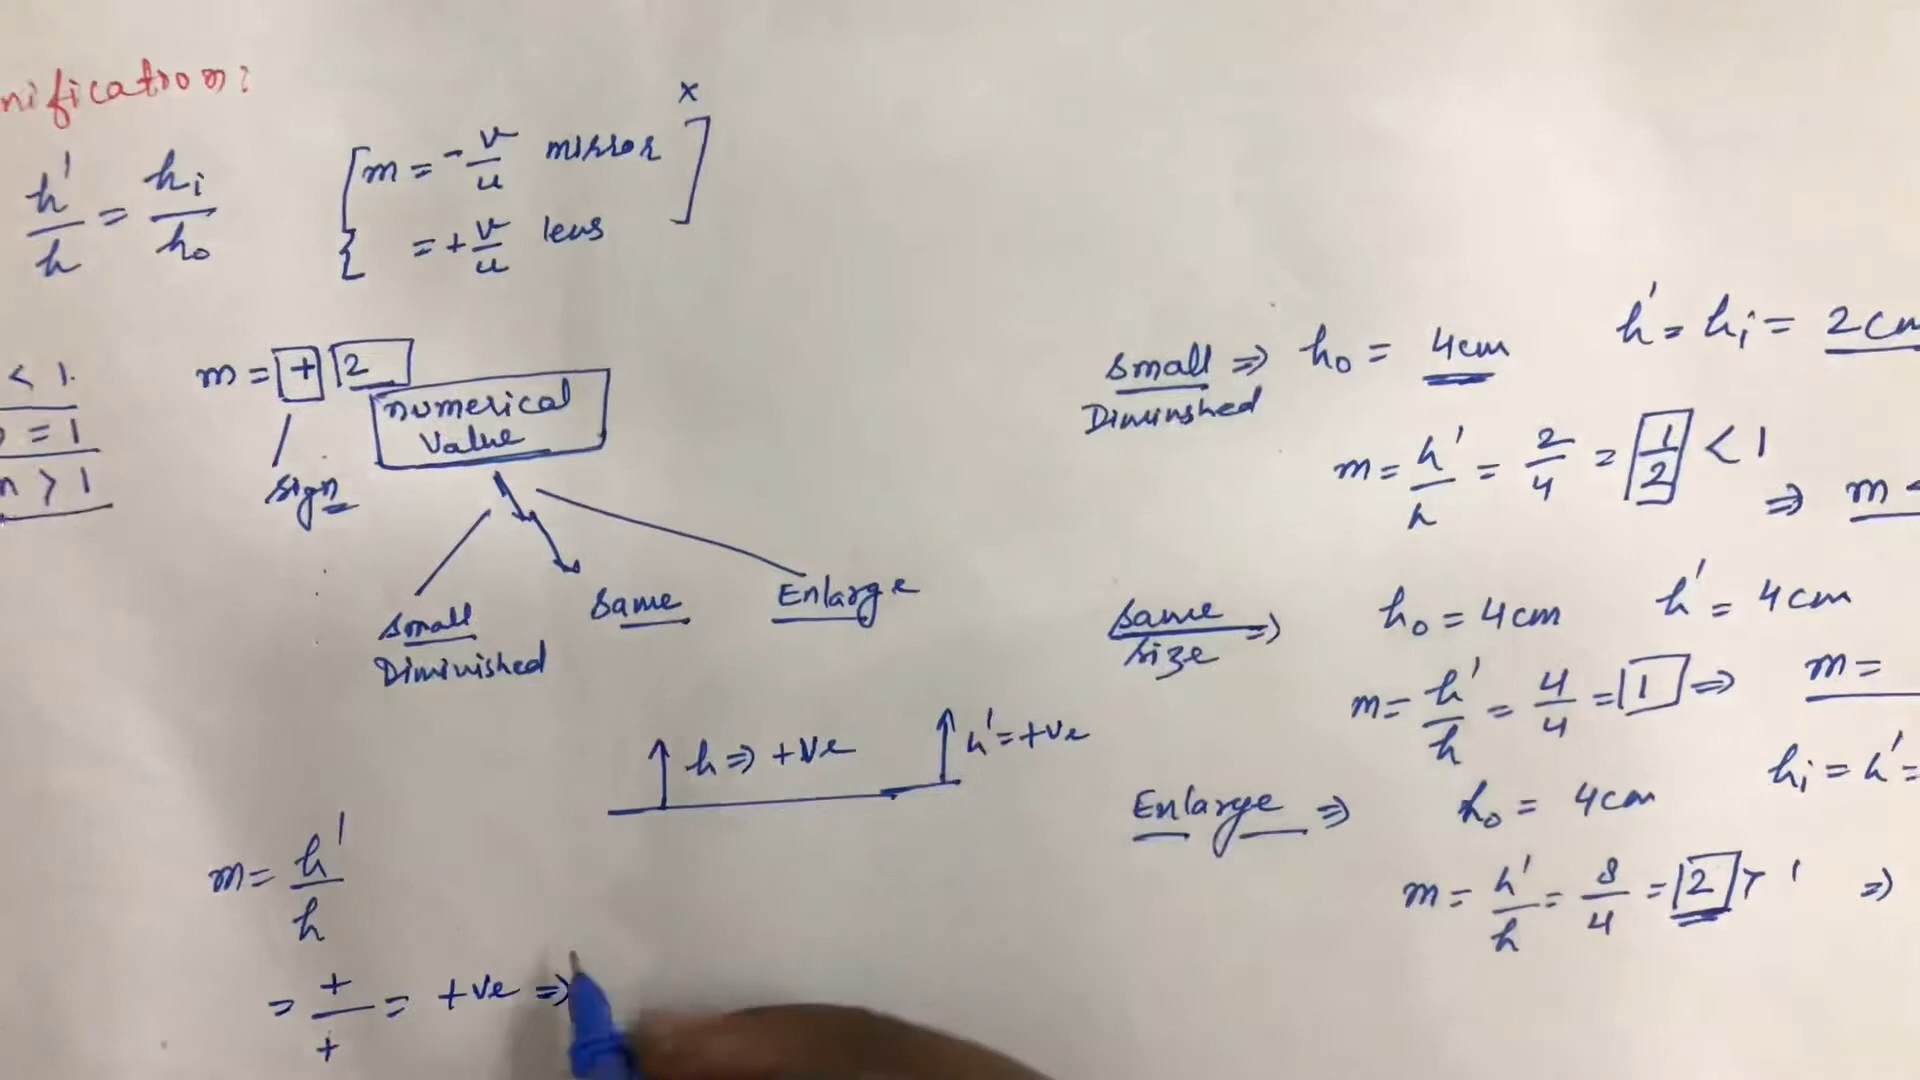 nification:
h'/h = hi/ho
[ m = - v/u mirror ] x
{ = + v/u lens
< 1.
= 1
m > 1
m = + 2
numerical
value
sign
small
Diminished
same
Enlarge
h ⇒ +ve
h' = +ve
m = h'/h
= +/+ = +ve ⇒
small ⇒ ho = 4cm h' = hi = 2cm
Diminshed
m = h'/h = 2/4 = 1/2 < 1
⇒ m <
same ⇒ ho = 4cm h' = 4cm
size
m = h'/h = 4/4 = 1 ⇒ m =
Enlarge ⇒ ho = 4cm hi = h' =
m = h'/h = 8/4 = 2 > 1 ⇒